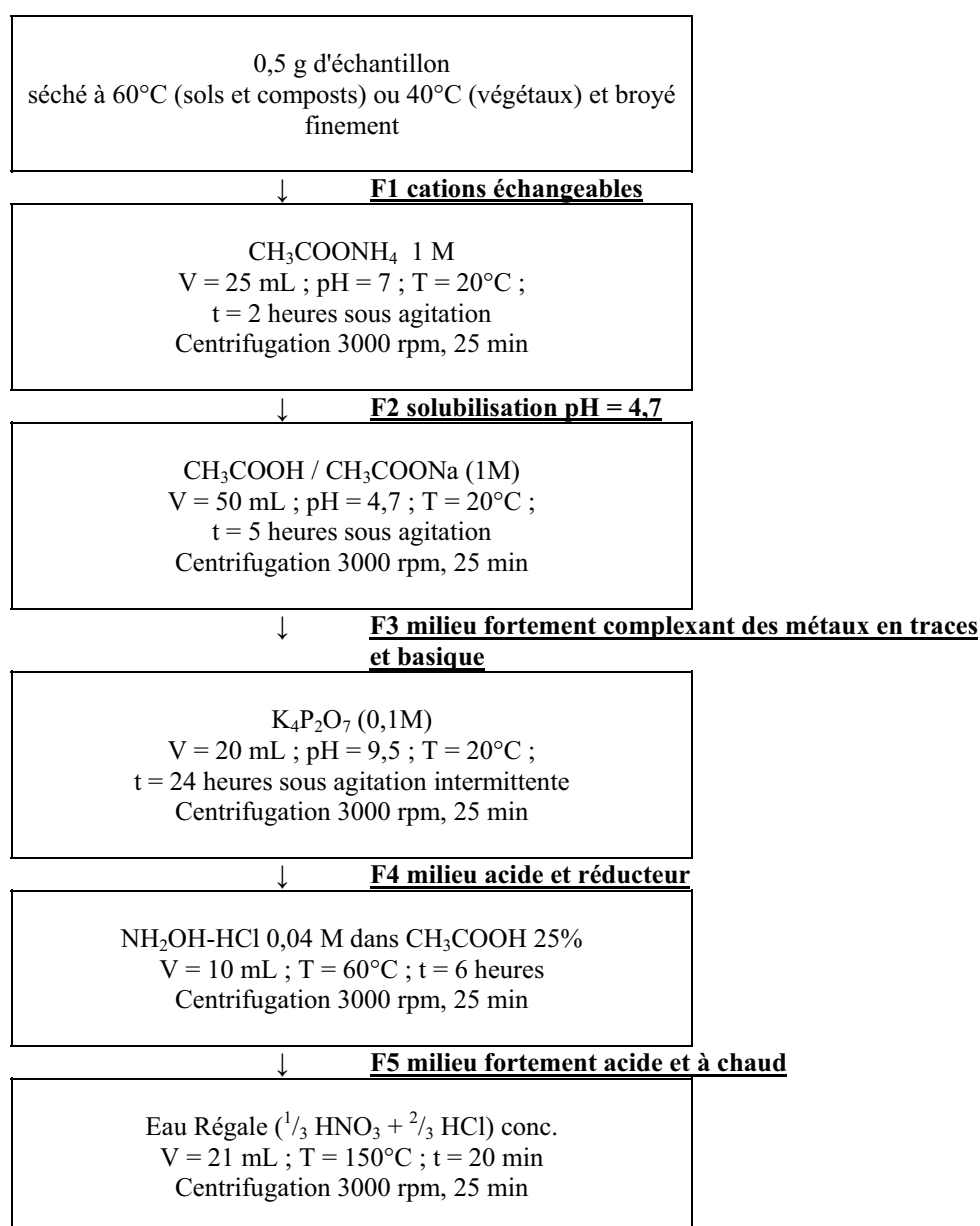 0,5 g d'échantillon
séché à 60°C (sols et composts) ou 40°C (végétaux) et broyé
finement
↓ F1 cations échangeables
CH₃COONH₄ 1 M
V = 25 mL ; pH = 7 ; T = 20°C ;
t = 2 heures sous agitation
Centrifugation 3000 rpm, 25 min
↓ F2 solubilisation pH = 4,7
CH₃COOH / CH₃COONa (1M)
V = 50 mL ; pH = 4,7 ; T = 20°C ;
t = 5 heures sous agitation
Centrifugation 3000 rpm, 25 min
↓ F3 milieu fortement complexant des métaux en traces
et basique
K₄P₂O₇ (0,1M)
V = 20 mL ; pH = 9,5 ; T = 20°C ;
t = 24 heures sous agitation intermittente
Centrifugation 3000 rpm, 25 min
↓ F4 milieu acide et réducteur
NH₂OH-HCl 0,04 M dans CH₃COOH 25%
V = 10 mL ; T = 60°C ; t = 6 heures
Centrifugation 3000 rpm, 25 min
↓ F5 milieu fortement acide et à chaud
Eau Régale (¹/₃ HNO₃ + ²/₃ HCl) conc.
V = 21 mL ; T = 150°C ; t = 20 min
Centrifugation 3000 rpm, 25 min